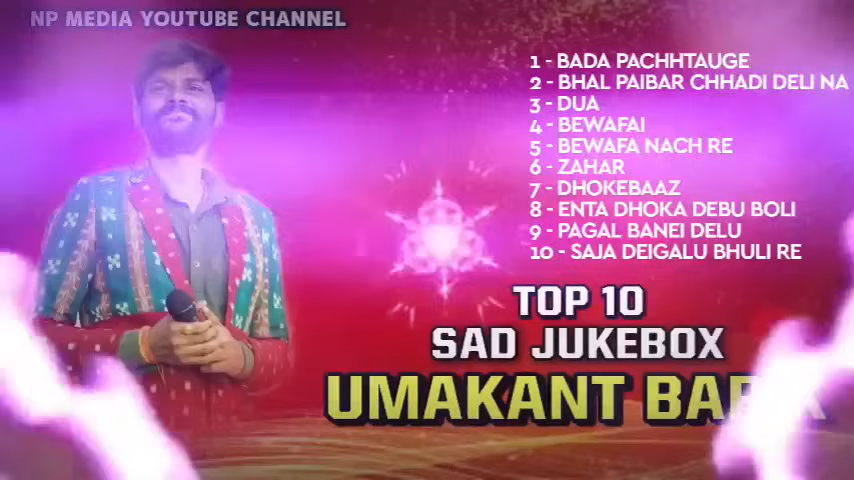 NP MEDIA YOUTUBE CHANNEL
1 - BADA PACHHTAUGE
2 - BHAL PAIBAR CHHADI DELI NA
3 - DUA
4 - BEWAFAI
5 - BEWAFA NACH RE
6 - ZAHAR
7 - DHOKEBAAZ
8 - ENTA DHOKA DEBU BOLI
9 - PAGAL BANEI DELU
10 - SAJA DEIGALU BHULI RE
TOP 10
SAD JUKEBOX
UMAKANT